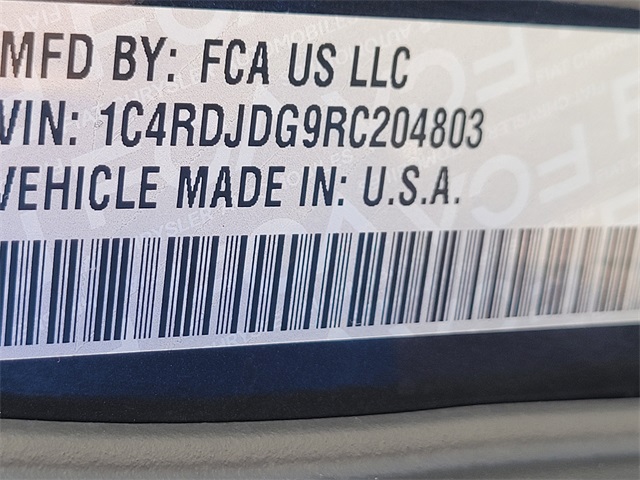 MFD BY: FCA US LLC
VIN: 1C4RDJDG9RC204803
VEHICLE MADE IN: U.S.A.